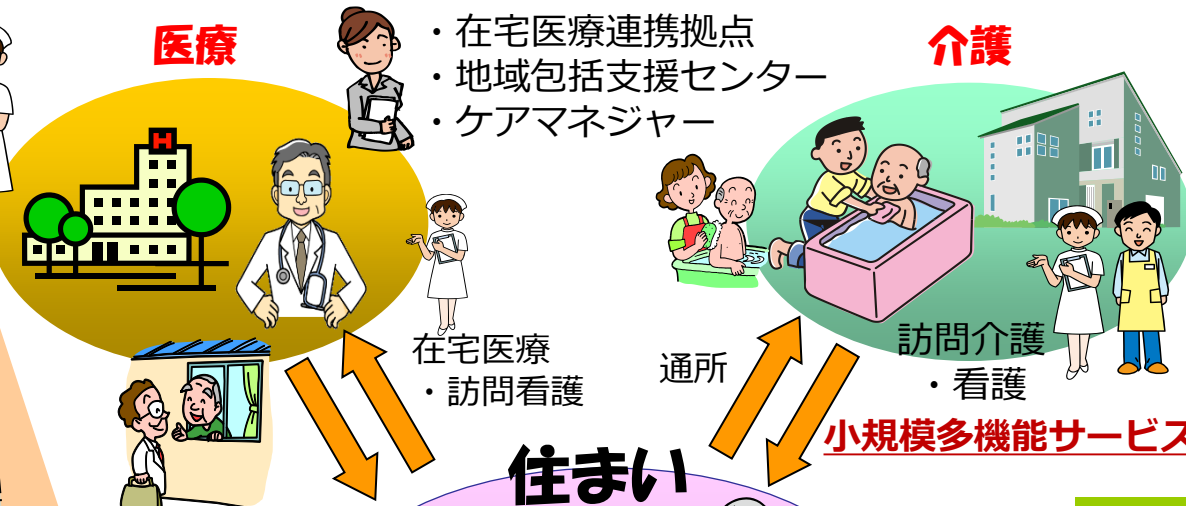 医療
・在宅医療連携拠点
・地域包括支援センター
・ケアマネジャー
介護
H
在宅医療
・訪問看護
通所
訪問介護
・看護
小規模多機能サービス
住まい